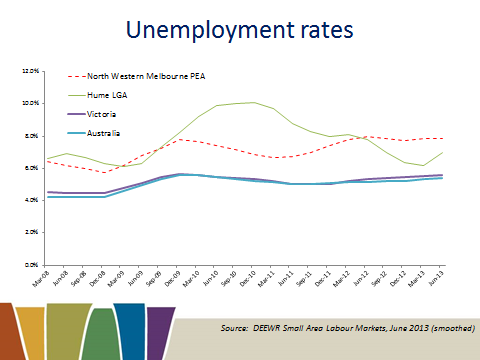 Unemployment rates
12.0%
10.0%
8.0%
6.0%
4.0%
2.0%
0.0%
North Western Melbourne PEA
Hume LGA
Victoria
Australia
Mar-08 Jun-08 Sep-08 Dec-08 Mar-09 Jun-09 Sep-09 Dec-09 Mar-10 Jun-10 Sep-10 Dec-10 Mar-11 Jun-11 Sep-11 Dec-11 Mar-12 Jun-12 Sep-12 Dec-12 Mar-13 Jun-13
Source: DEEWR Small Area Labour Markets, June 2013 (smoothed)